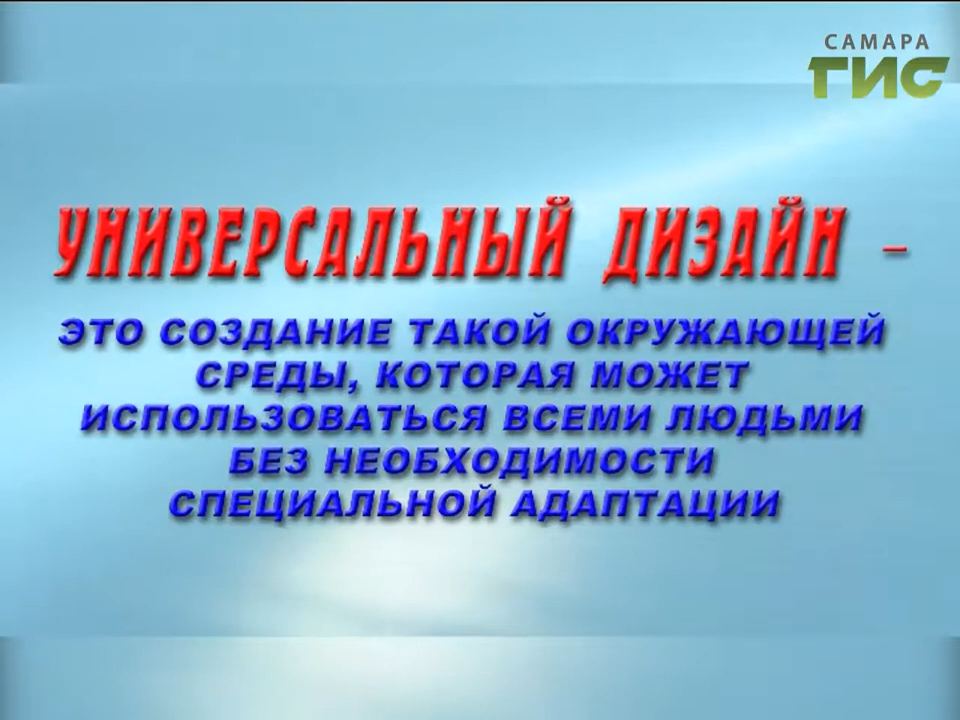 САМАРА
ГИС
УНИВЕРСАЛЬНЫЙ ДИЗАЙН –
ЭТО СОЗДАНИЕ ТАКОЙ ОКРУЖАЮЩЕЙ
СРЕДЫ, КОТОРАЯ МОЖЕТ
ИСПОЛЬЗОВАТЬСЯ ВСЕМИ ЛЮДЬМИ
БЕЗ НЕОБХОДИМОСТИ
СПЕЦИАЛЬНОЙ АДАПТАЦИИ